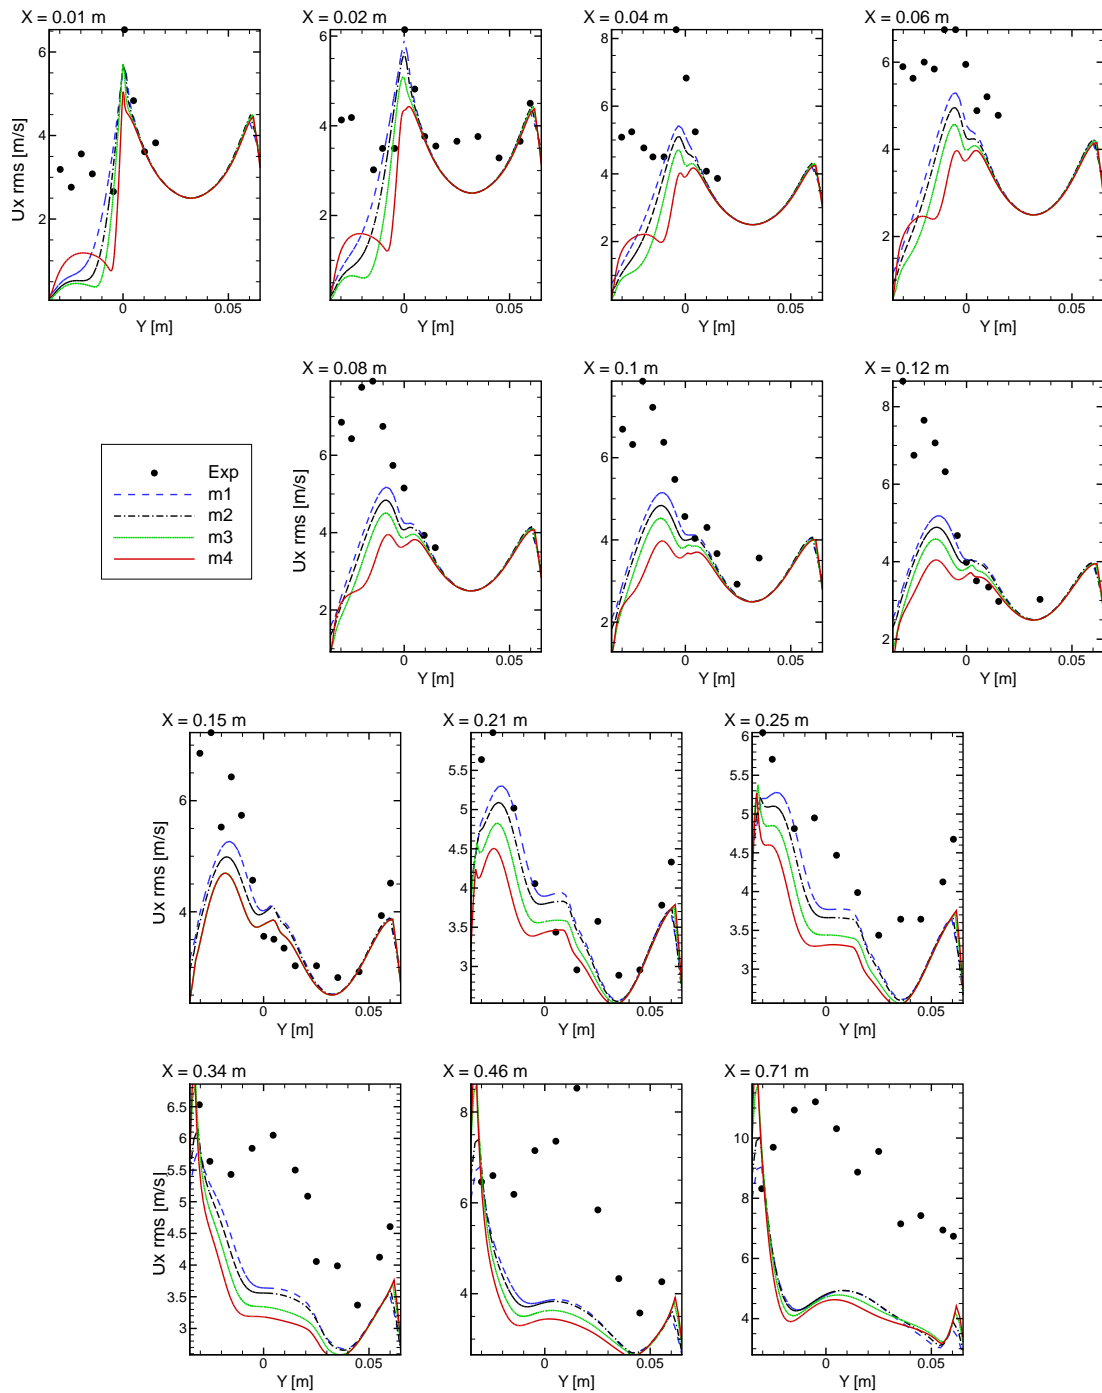 X = 0.01 m
X = 0.02 m
X = 0.04 m
X = 0.06 m
Ux rms [m/s]
6
4
2
0
0.05
Y [m]
6
4
2
0
0.05
Y [m]
8
6
4
2
0
0.05
Y [m]
6
4
2
0
0.05
Y [m]
X = 0.08 m
X = 0.1 m
X = 0.12 m
Exp
m1
m2
m3
m4
Ux rms [m/s]
6
4
2
0
0.05
Y [m]
6
4
2
0
0.05
Y [m]
8
6
4
2
0
0.05
Y [m]
X = 0.15 m
X = 0.21 m
X = 0.25 m
Ux rms [m/s]
6
4
0
0.05
Y [m]
5.5
5
4.5
4
3.5
3
0
0.05
Y [m]
6
5.5
5
4.5
4
3.5
3
0
0.05
Y [m]
X = 0.34 m
X = 0.46 m
X = 0.71 m
Ux rms [m/s]
6.5
6
5.5
5
4.5
4
3.5
3
0
0.05
Y [m]
8
6
4
0
0.05
Y [m]
10
8
6
4
0
0.05
Y [m]